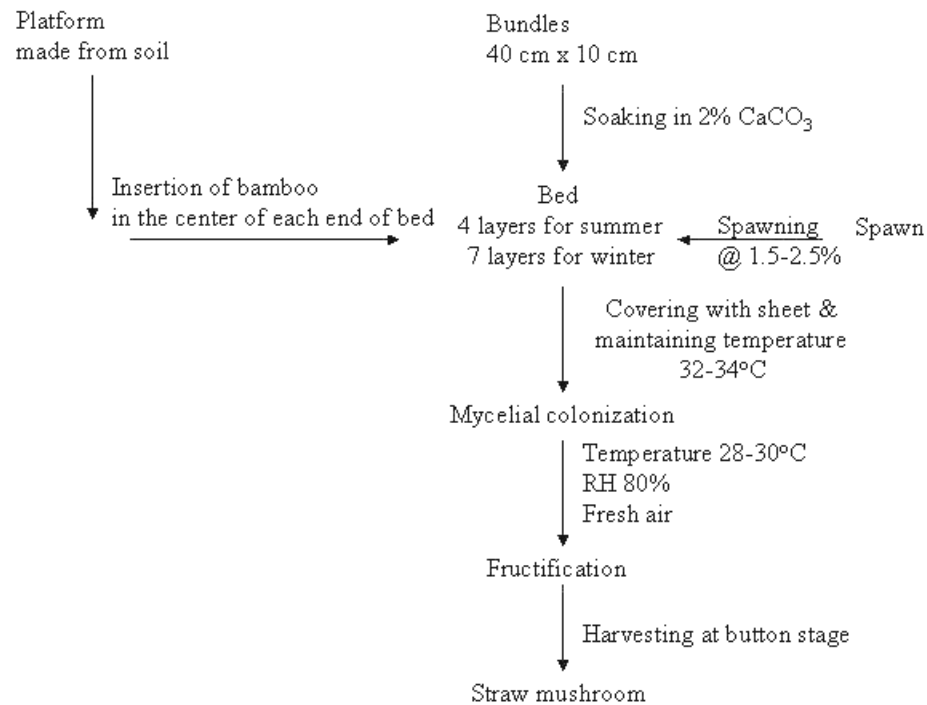 Platform
made from soil
Bundles
40 cm x 10 cm
Soaking in 2% CaCO₃
Insertion of bamboo
in the center of each end of bed
Bed
4 layers for summer
7 layers for winter
Spawning
@ 1.5-2.5%
Spawn
Covering with sheet &
maintaining temperature
32-34°C
Mycelial colonization
Temperature 28-30°C
RH 80%
Fresh air
Fructification
Harvesting at button stage
Straw mushroom